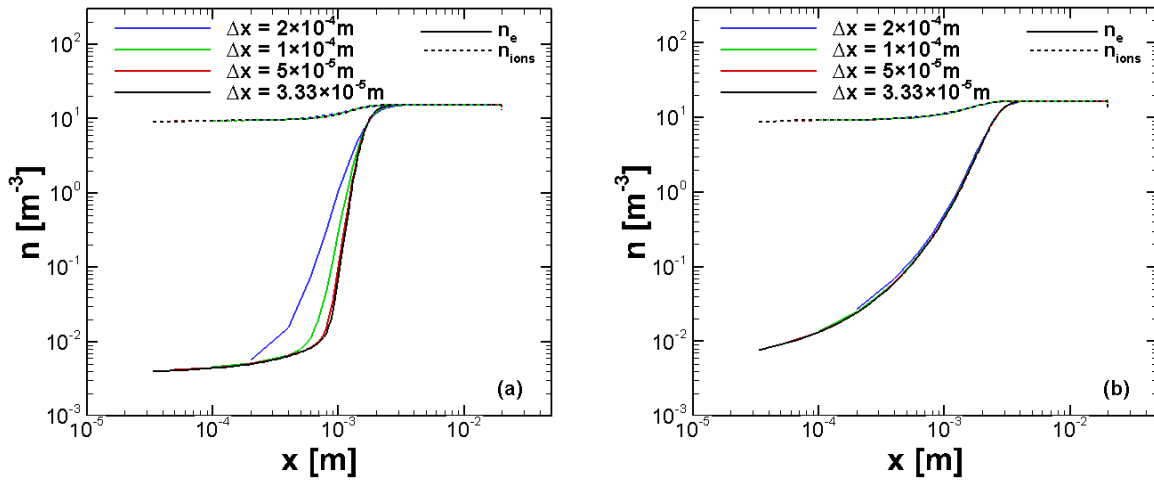 Δx = 2×10⁻⁴m
Δx = 1×10⁻⁴m
Δx = 5×10⁻⁵m
Δx = 3.33×10⁻⁵m
nₑ
n_ions
10²
10¹
10⁰
10⁻¹
10⁻²
10⁻³
n [m⁻³]
(a)
10⁻⁵
10⁻⁴
10⁻³
10⁻²
x [m]
Δx = 2×10⁻⁴m
Δx = 1×10⁻⁴m
Δx = 5×10⁻⁵m
Δx = 3.33×10⁻⁵m
nₑ
n_ions
10²
10¹
10⁰
10⁻¹
10⁻²
10⁻³
n [m⁻³]
(b)
10⁻⁵
10⁻⁴
10⁻³
10⁻²
x [m]